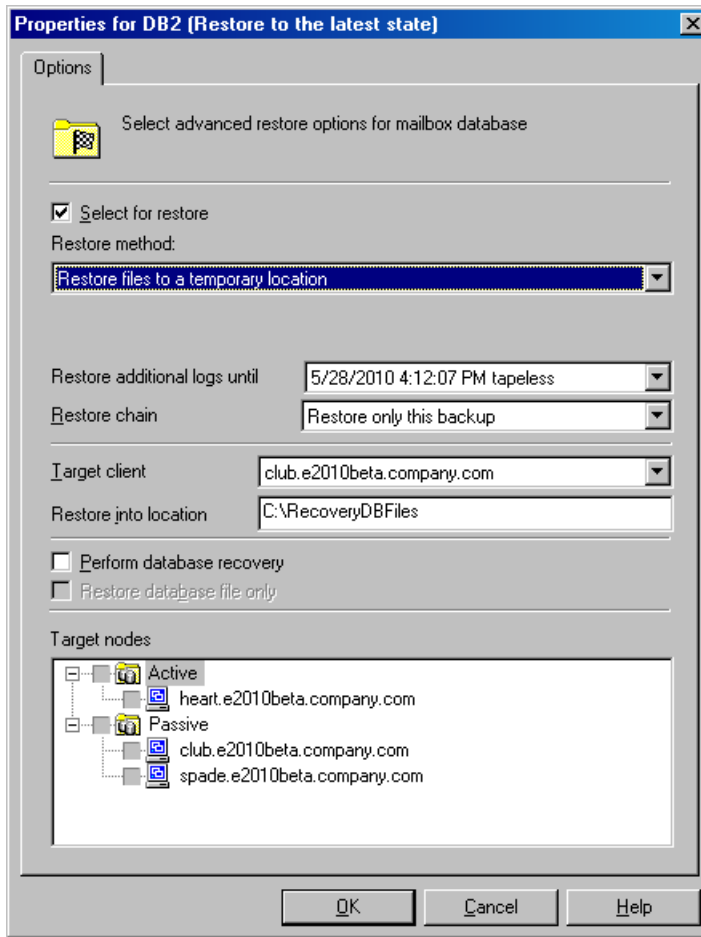 Properties for DB2 (Restore to the latest state)
Options
Select advanced restore options for mailbox database
Select for restore
Restore method:
Restore files to a temporary location
Restore additional logs until 5/28/2010 4:12:07 PM tapeless
Restore chain Restore only this backup
Target client club.e2010beta.company.com
Restore into location C:\RecoveryDBFiles
Perform database recovery
Restore database file only
Target nodes
Active
heart.e2010beta.company.com
Passive
club.e2010beta.company.com
spade.e2010beta.company.com
OK Cancel Help